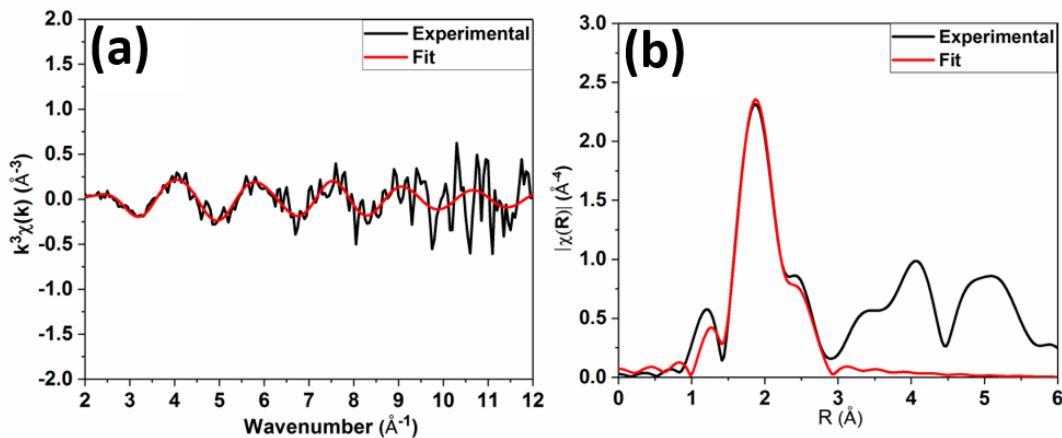 (a)
Experimental
Fit
2.0
1.5
1.0
0.5
0.0
-0.5
-1.0
-1.5
-2.0
k³χ(k) (Å⁻³)
2 3 4 5 6 7 8 9 10 11 12
Wavenumber (Å⁻¹)
(b)
Experimental
Fit
3.0
2.5
2.0
1.5
1.0
0.5
0.0
|χ(R)| (Å⁻⁴)
0 1 2 3 4 5 6
R (Å)